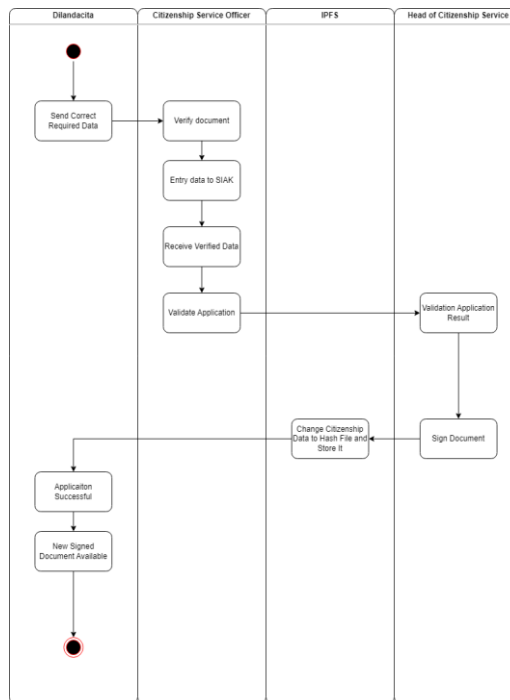 Dilandacita
Citizenship Service Officer
IPFS
Head of Citizenship Service
Send Correct
Required Data
Verify document
Entry data to SIAK
Receive Verified Data
Validate Application
Validation Application
Result
Change Citizenship
Data to Hash File and
Store It
Sign Document
Applicaiton
Successful
New Signed
Document Available